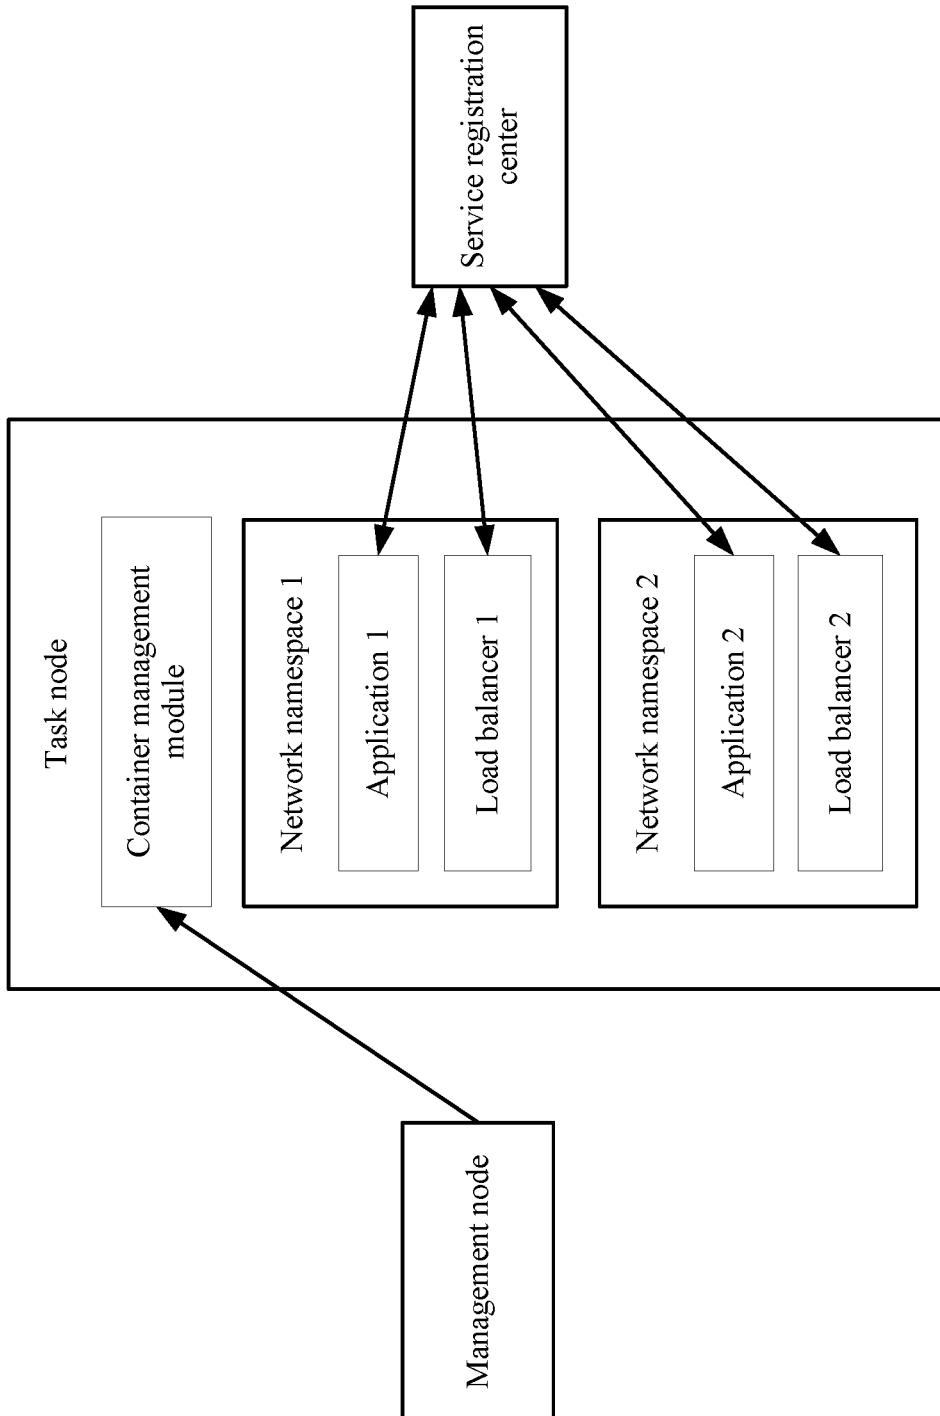 Management node
Task node
Container management
module
Network namespace 1
Application 1
Load balancer 1
Network namespace 2
Application 2
Load balancer 2
Service registration
center